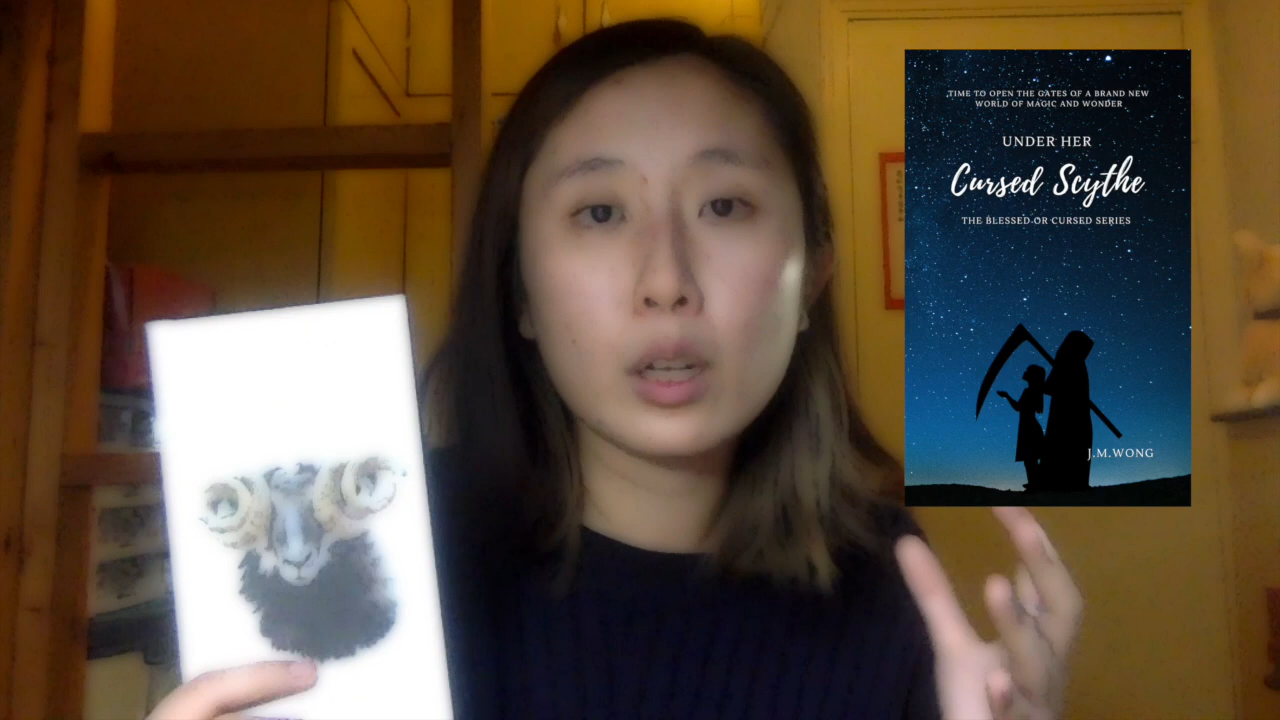 TIME TO OPEN THE GATES OF A BRAND NEW
WORLD OF MAGIC AND WONDER
UNDER HER
Cursed Scythe
THE BLESSED OR CURSED SERIES
J.M.WONG